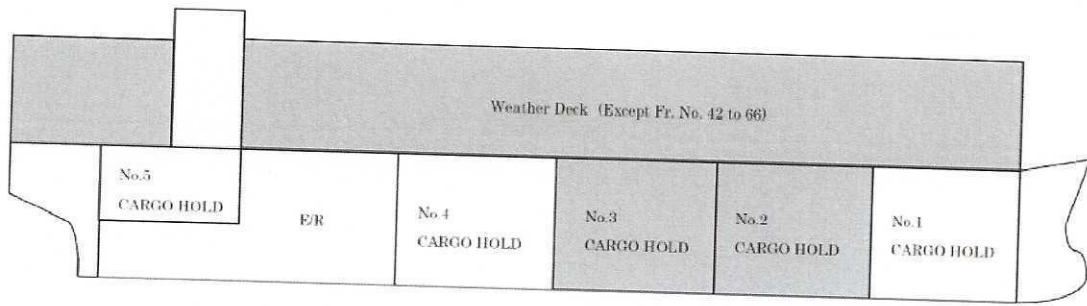 Weather Deck (Except Fr. No. 42 to 66)
No.5
CARGO HOLD
E/R
No.4
CARGO HOLD
No.3
CARGO HOLD
No.2
CARGO HOLD
No.1
CARGO HOLD